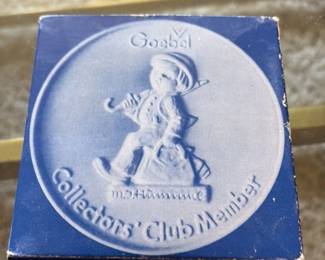 Goebel
M.I. Hummel
Collectors' Club Member